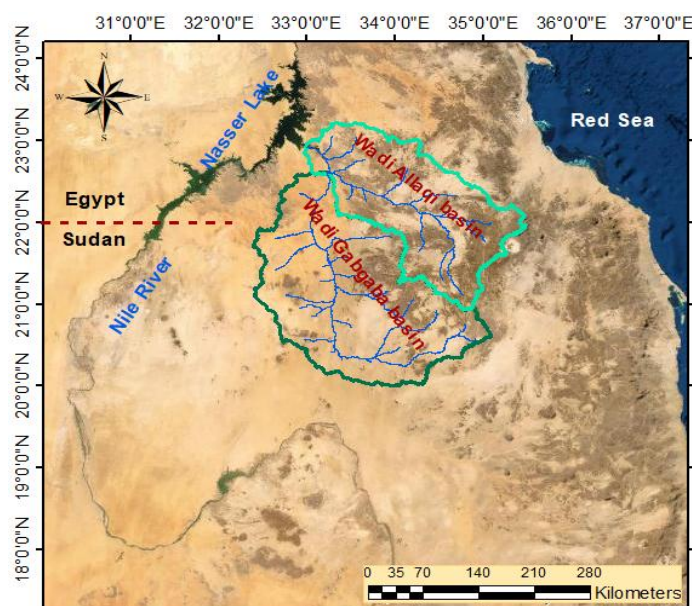 31°0'0"E 32°0'0"E 33°0'0"E 34°0'0"E 35°0'0"E 36°0'0"E 37°0'0"E
24°0'0"N
23°0'0"N
22°0'0"N
21°0'0"N
20°0'0"N
19°0'0"N
18°0'0"N
N
W E
S
Nasser Lake
Red Sea
Wadi Allaqi basin
Egypt
Sudan
Wadi Gabgaba basin
Nile River
0 35 70 140 210 280
Kilometers